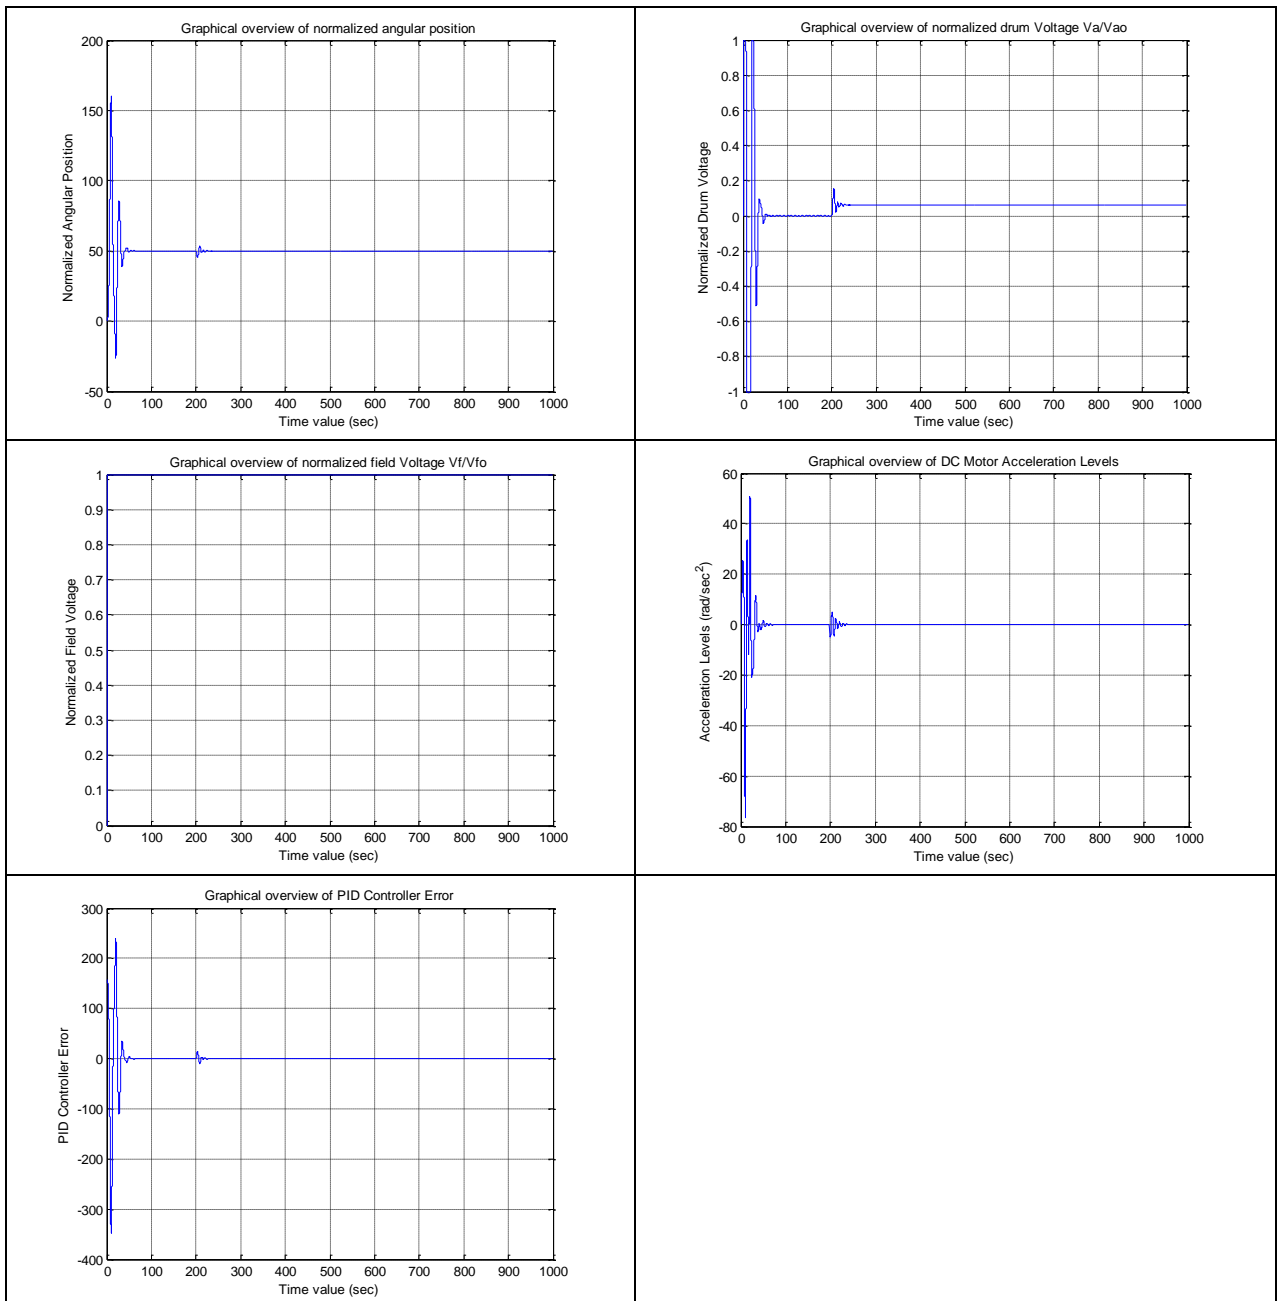 Graphical overview of normalized angular position
200
150
100
50
0
-50
Normalized Angular Position
0 100 200 300 400 500 600 700 800 900 1000
Time value (sec)
Graphical overview of normalized drum Voltage Va/Vao
1
0.8
0.6
0.4
0.2
0
-0.2
-0.4
-0.6
-0.8
-1
Normalized Drum Voltage
0 100 200 300 400 500 600 700 800 900 1000
Time value (sec)
Graphical overview of normalized field Voltage Vf/Vfo
1
0.9
0.8
0.7
0.6
0.5
0.4
0.3
0.2
0.1
0
Normalized Field Voltage
0 100 200 300 400 500 600 700 800 900 1000
Time value (sec)
Graphical overview of DC Motor Acceleration Levels
60
40
20
0
-20
-40
-60
-80
Acceleration Levels (rad/sec²)
0 100 200 300 400 500 600 700 800 900 1000
Time value (sec)
Graphical overview of PID Controller Error
300
200
100
0
-100
-200
-300
-400
PID Controller Error
0 100 200 300 400 500 600 700 800 900 1000
Time value (sec)